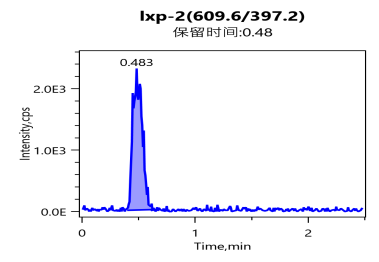 lxp-2(609.6/397.2)
保留时间:0.48
0.483
Intensity,cps
2.0E3
1.0E3
0.0E
0
1
2
Time,min